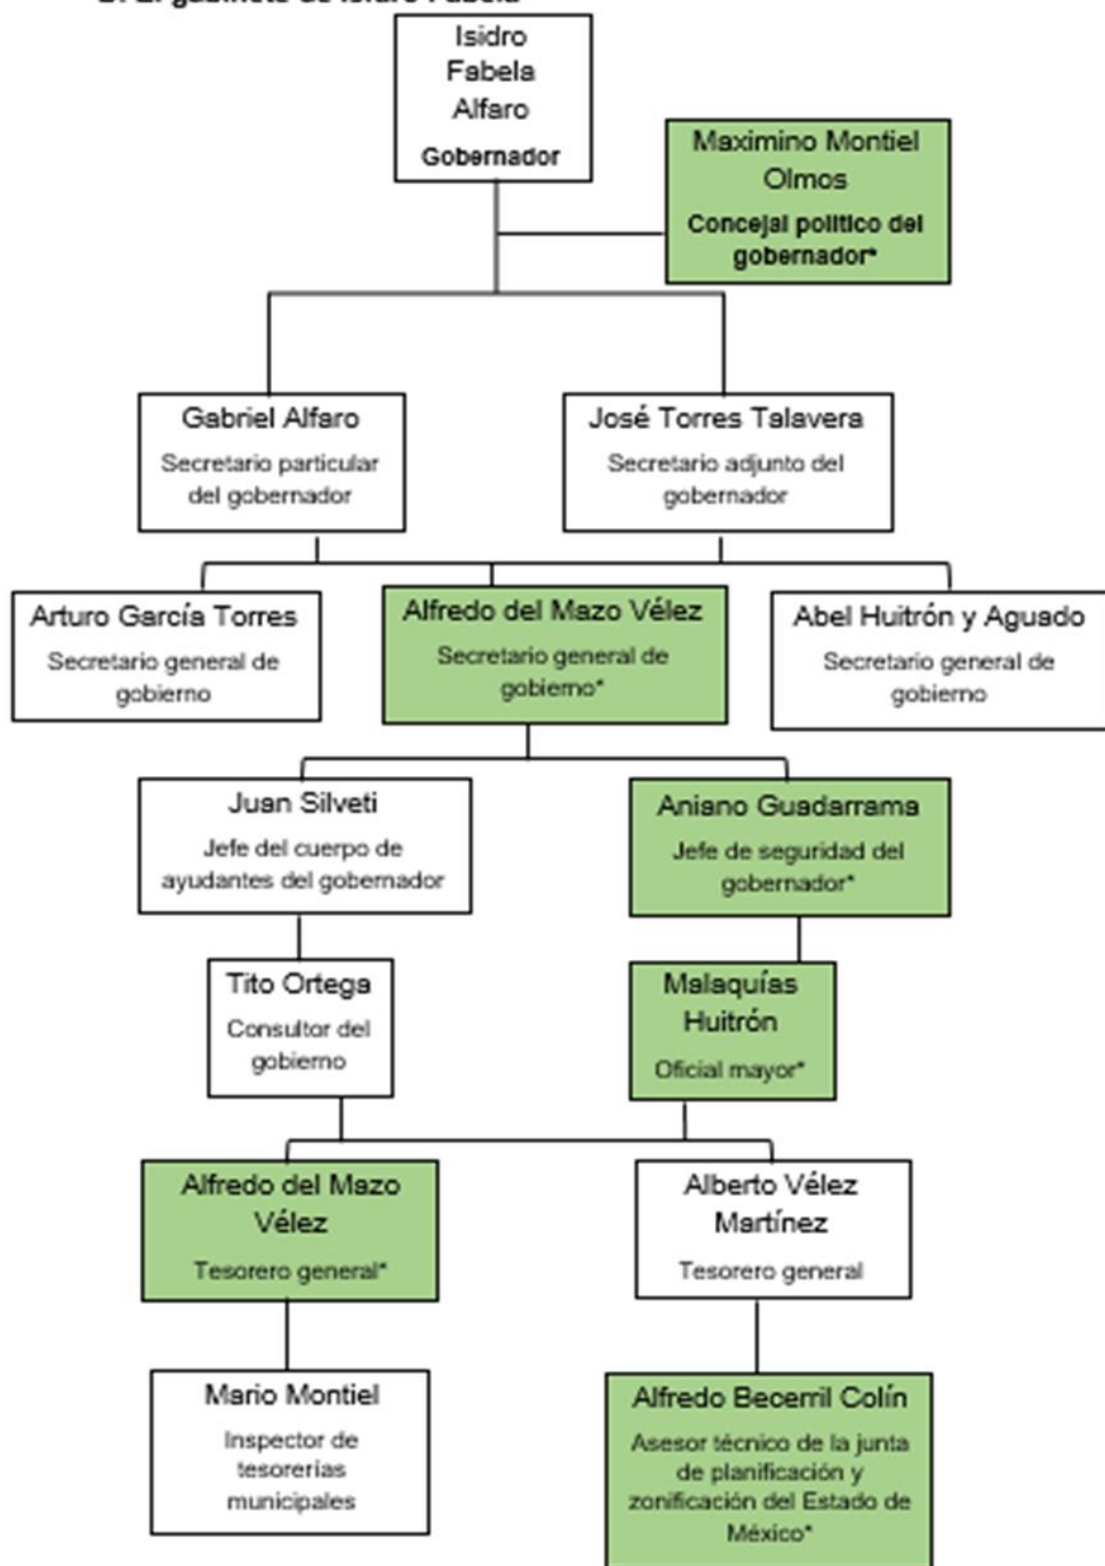 Isidro
Fabela
Alfaro
Gobernador
Maximino Montiel
Olmos
Concejal político del
gobernador*
Gabriel Alfaro
Secretario particular
del gobernador
José Torres Talavera
Secretario adjunto del
gobernador
Arturo García Torres
Secretario general de
gobierno
Alfredo del Mazo Vélez
Secretario general de
gobierno*
Abel Huitrón y Aguado
Secretario general de
gobierno
Juan Silveti
Jefe del cuerpo de
ayudantes del gobernador
Aniano Guadarrama
Jefe de seguridad del
gobernador*
Tito Ortega
Consultor del
gobierno
Malaquías
Huitrón
Oficial mayor*
Alfredo del Mazo
Vélez
Tesorero general*
Alberto Vélez
Martínez
Tesorero general
Mario Montiel
Inspector de
tesorerías
municipales
Alfredo Becerril Colín
Asesor técnico de la junta
de planificación y
zonificación del Estado de
México*